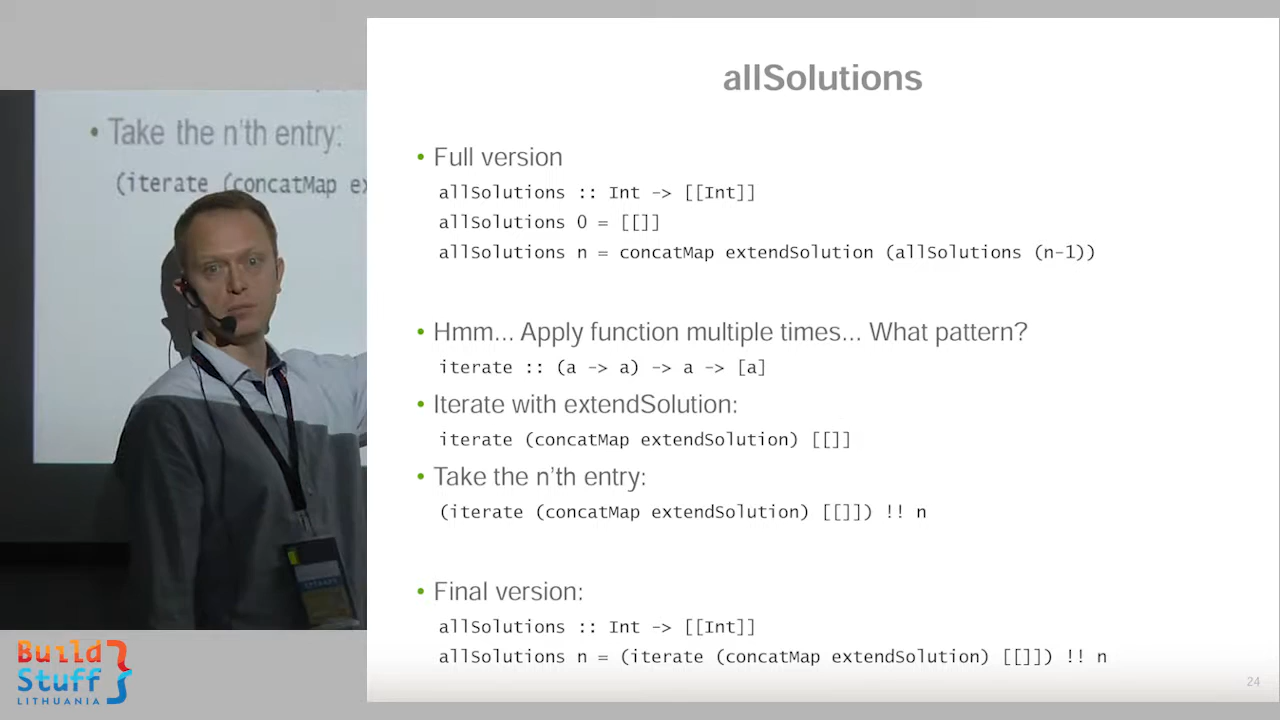 allSolutions
• Full version
allSolutions :: Int -> [[Int]]
allSolutions 0 = [[]]
allSolutions n = concatMap extendSolution (allSolutions (n-1))
• Hmm... Apply function multiple times... What pattern?
iterate :: (a -> a) -> a -> [a]
• Iterate with extendSolution:
iterate (concatMap extendSolution) [[]]
• Take the n’th entry:
(iterate (concatMap extendSolution) [[]]) !! n
• Final version:
allSolutions :: Int -> [[Int]]
allSolutions n = (iterate (concatMap extendSolution) [[]]) !! n
24
• Take the n’th entry:
(iterate (concatMap ex
Build
Stuff
LITHUANIA